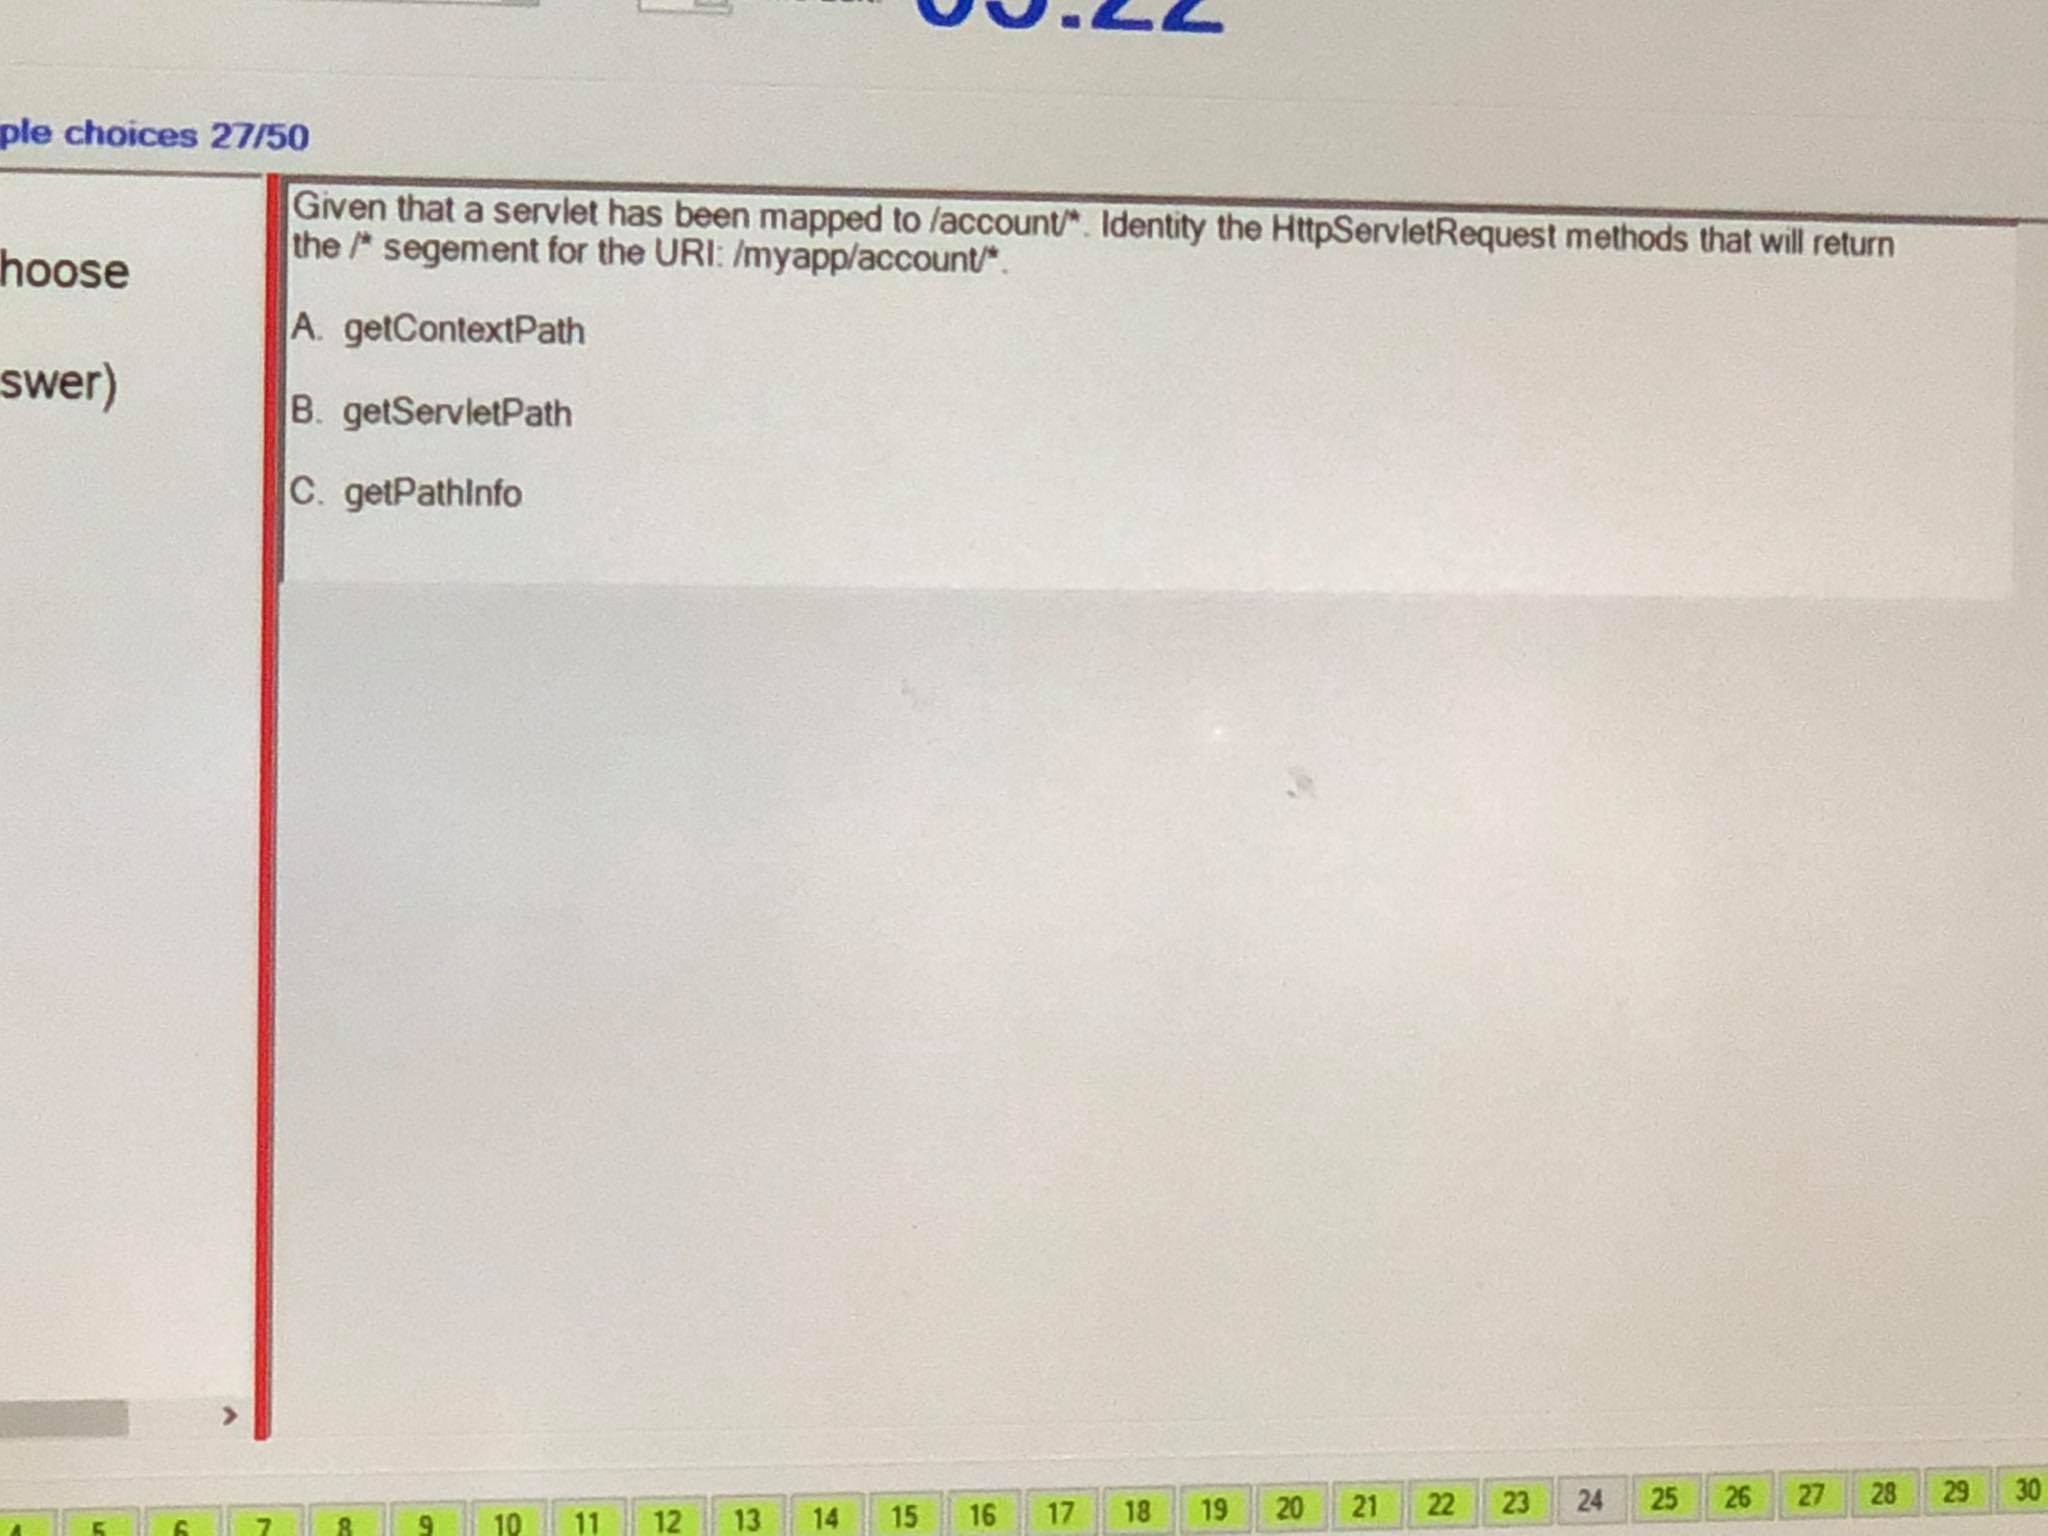 ple choices 27/50
hoose
swer)
Given that a servlet has been mapped to /account/*. Identity the HttpServletRequest methods that will return
the /* segement for the URI: /myapp/account/*.
A. getContextPath
B. getServletPath
C. getPathInfo
4 5 6 7 8 9 10 11 12 13 14 15 16 17 18 19 20 21 22 23 24 25 26 27 28 29 30